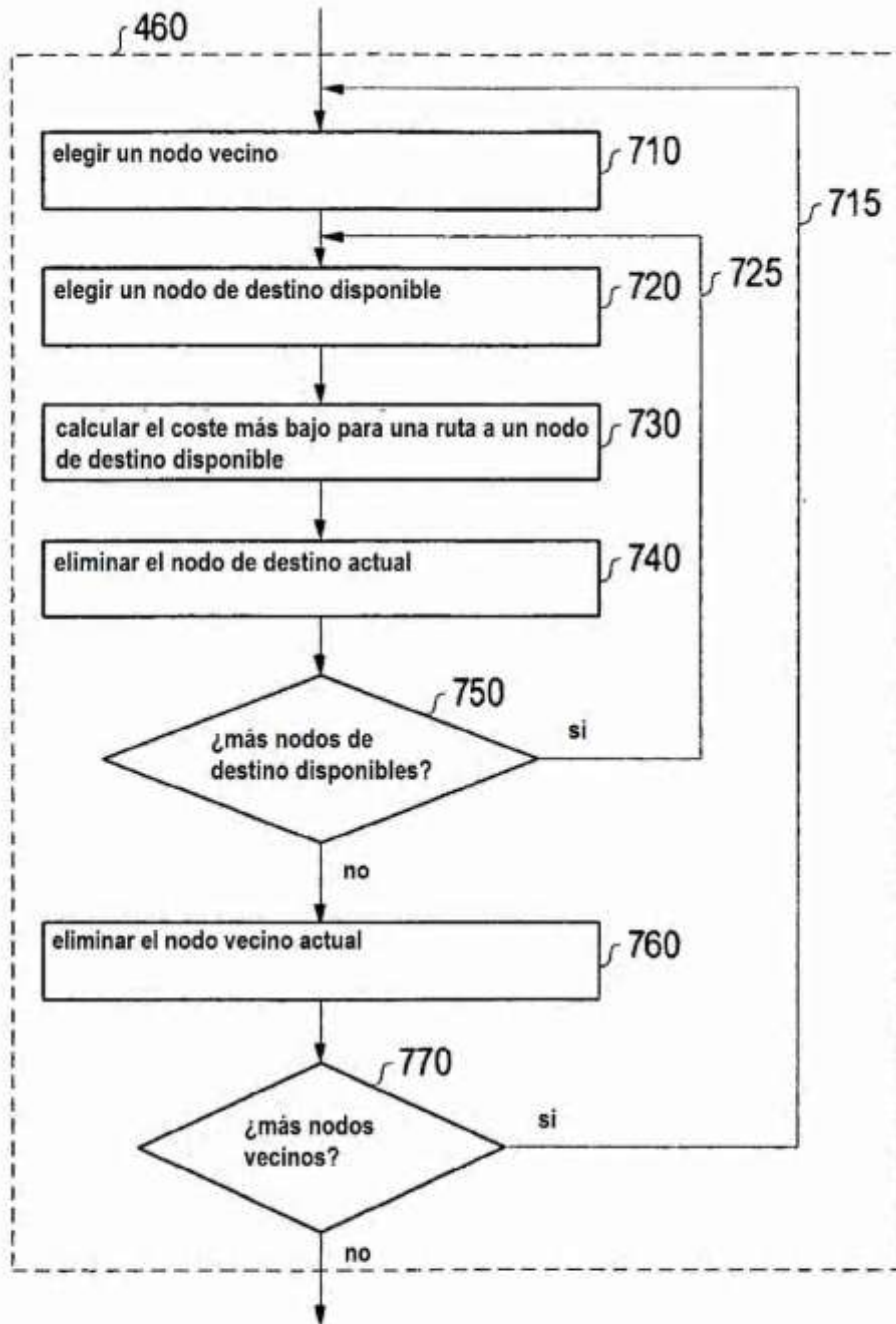 460
elegir un nodo vecino
710
715
725
elegir un nodo de destino disponible
720
calcular el coste más bajo para una ruta a un nodo
de destino disponible
730
eliminar el nodo de destino actual
740
750
¿más nodos de
destino disponibles?
si
no
eliminar el nodo vecino actual
760
770
¿más nodos
vecinos?
si
no